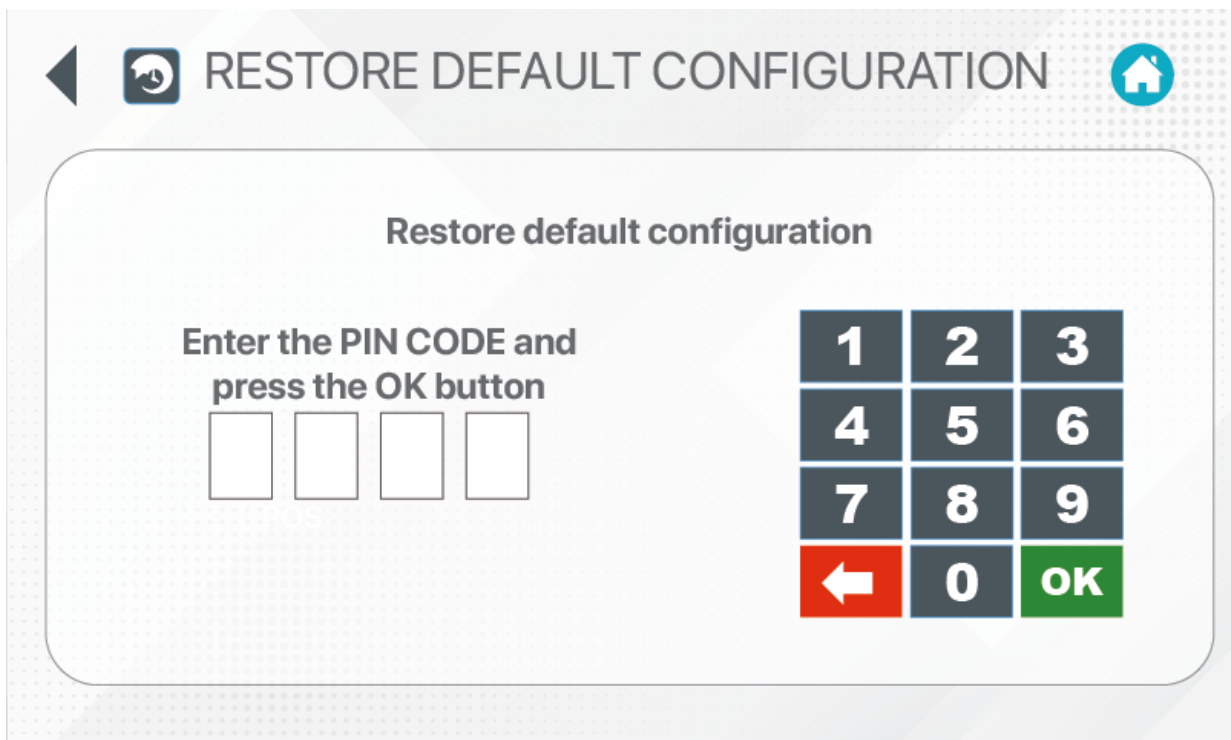 RESTORE DEFAULT CONFIGURATION
Restore default configuration
Enter the PIN CODE and
press the OK button
1 2 3
4 5 6
7 8 9
0 OK